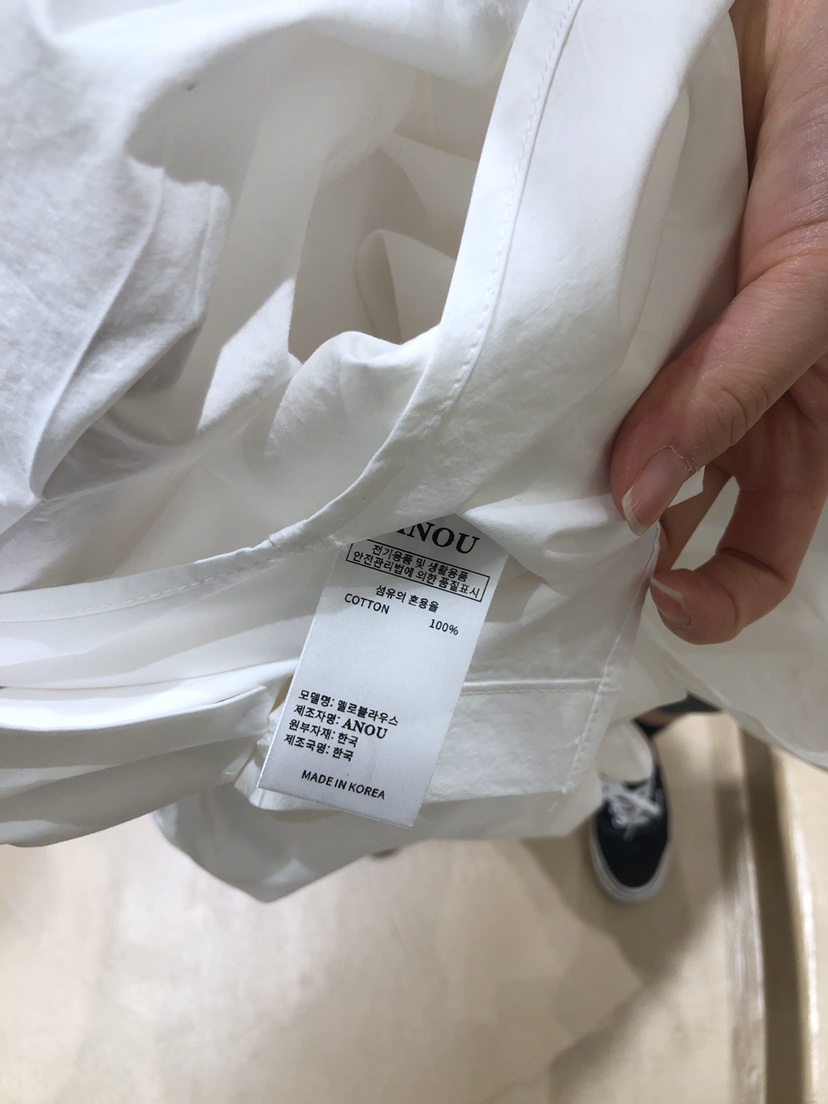 ANOU
전기용품 및 생활용품
안전관리법에 의한 품질표시
섬유의 혼용율
COTTON 100%
모델명: 멜로블라우스
제조자명: ANOU
원부자재: 한국
제조국명: 한국
MADE IN KOREA